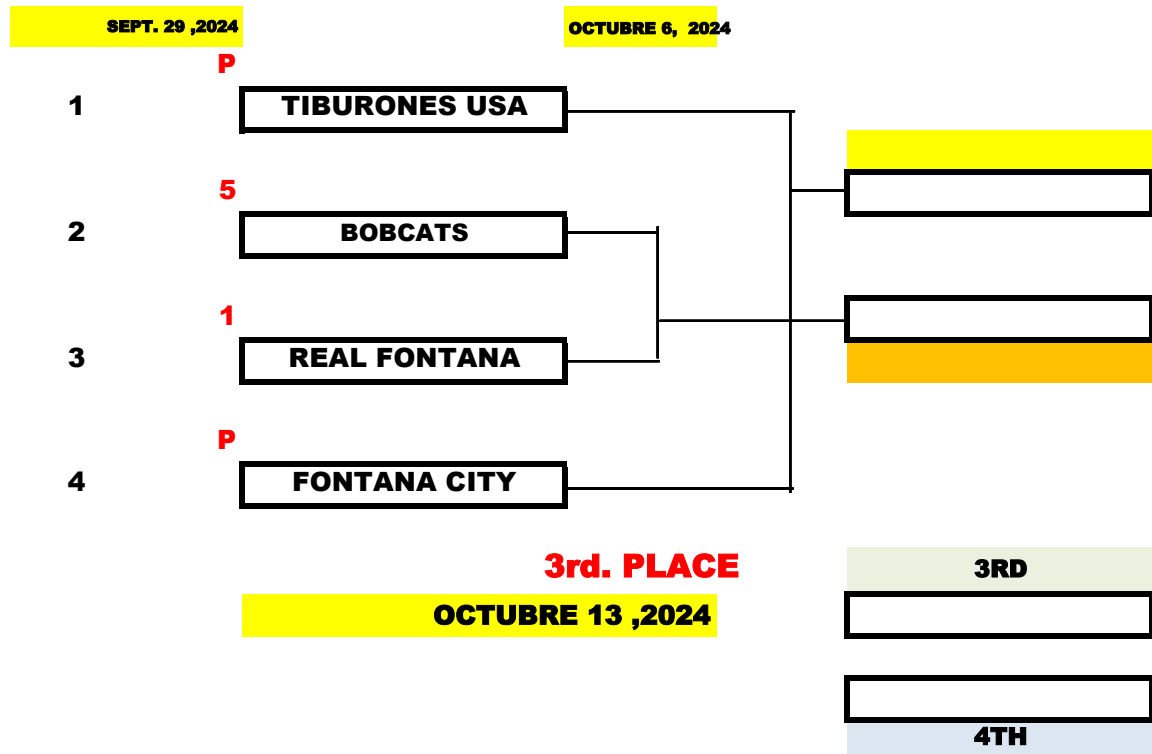 SEPT. 29 ,2024 OCTUBRE 6, 2024
P
1 TIBURONES USA
5
2 BOBCATS
1
3 REAL FONTANA
P
4 FONTANA CITY
3rd. PLACE 3RD
OCTUBRE 13 ,2024
4TH